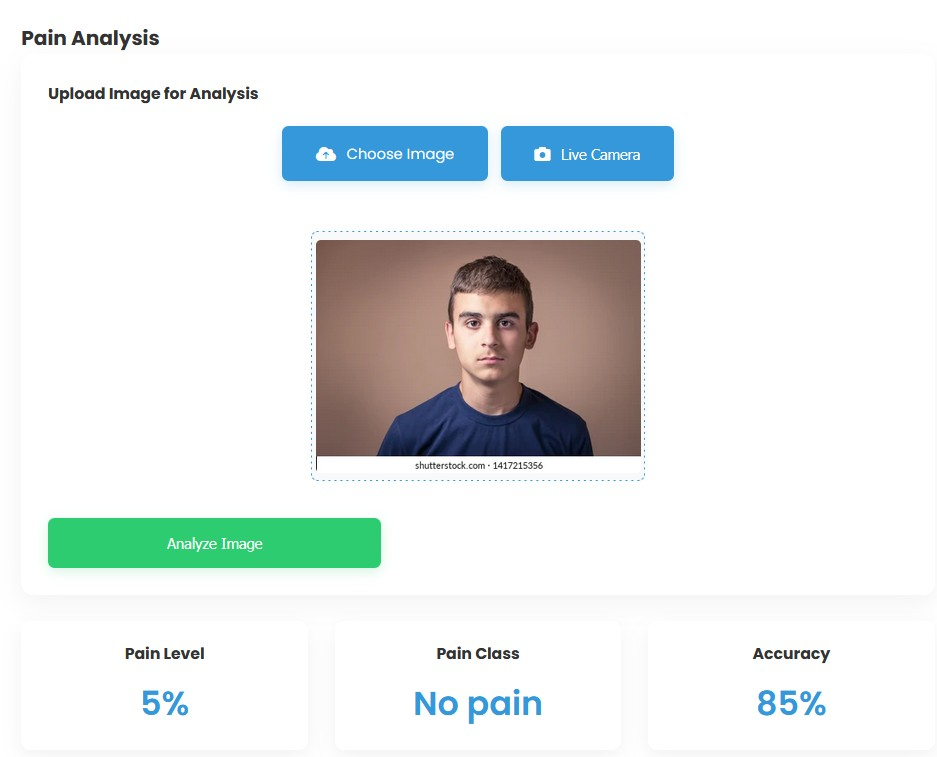 Pain Analysis
Upload Image for Analysis
Choose Image
Live Camera
shutterstock.com · 1417215356
Analyze Image
Pain Level
5%
Pain Class
No pain
Accuracy
85%